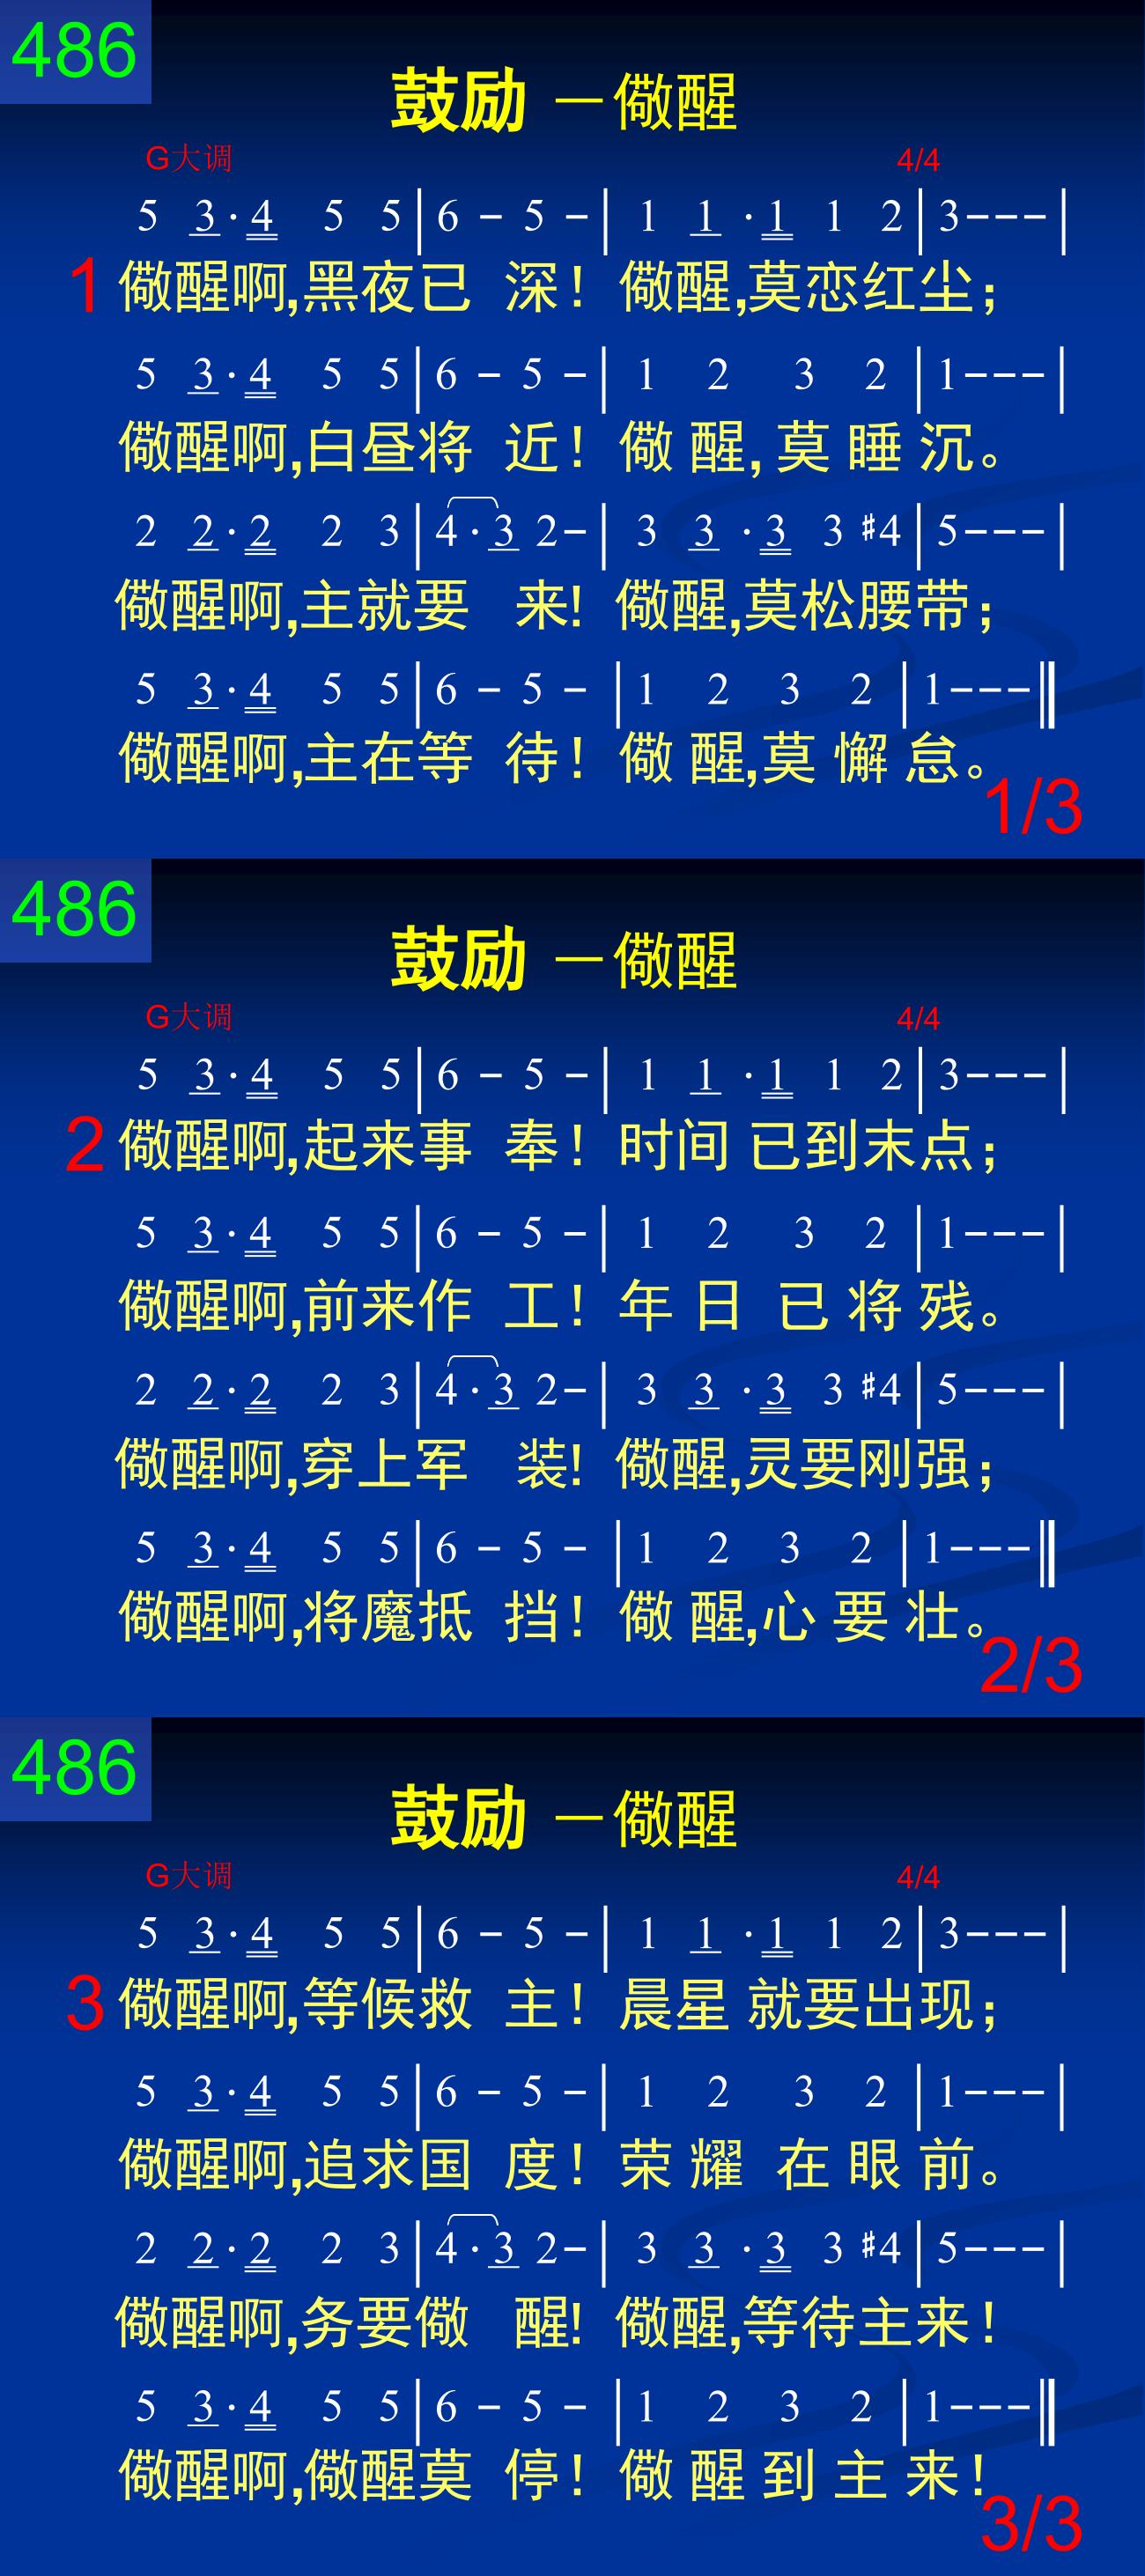 486
鼓励 －儆醒
G大调 4/4
5 3·4 5 5|6 - 5 -| 1 1 ·1 1 2|3---|
1 儆醒啊,黑夜已 深！ 儆醒,莫恋红尘；
5 3·4 5 5|6 - 5 -| 1 2 3 2 |1---|
儆醒啊,白昼将 近！ 儆 醒, 莫 睡 沉。
2 2·2 2 3|4·3 2-| 3 3 ·3 3 #4|5---|
儆醒啊,主就要 来! 儆醒,莫松腰带；
5 3·4 5 5|6 - 5 - |1 2 3 2 |1---‖
儆醒啊,主在等 待！ 儆 醒,莫 懈 怠。
1/3
486
鼓励 －儆醒
G大调 4/4
5 3·4 5 5|6 - 5 -| 1 1 ·1 1 2|3---|
2 儆醒啊,起来事 奉！ 时间 已到末点；
5 3·4 5 5|6 - 5 -| 1 2 3 2 |1---|
儆醒啊,前来作 工！ 年 日 已 将 残。
2 2·2 2 3|4·3 2-| 3 3 ·3 3 #4|5---|
儆醒啊,穿上军 装! 儆醒,灵要刚强；
5 3·4 5 5|6 - 5 - |1 2 3 2 |1---‖
儆醒啊,将魔抵 挡！ 儆 醒,心 要 壮。
2/3
486
鼓励 －儆醒
G大调 4/4
5 3·4 5 5|6 - 5 -| 1 1 ·1 1 2|3---|
3 儆醒啊,等候救 主！ 晨星 就要出现；
5 3·4 5 5|6 - 5 -| 1 2 3 2 |1---|
儆醒啊,追求国 度！ 荣 耀 在 眼 前。
2 2·2 2 3|4·3 2-| 3 3 ·3 3 #4|5---|
儆醒啊,务要儆 醒! 儆醒,等待主来！
5 3·4 5 5|6 - 5 - |1 2 3 2 |1---‖
儆醒啊,儆醒莫 停！ 儆 醒 到 主 来！
3/3